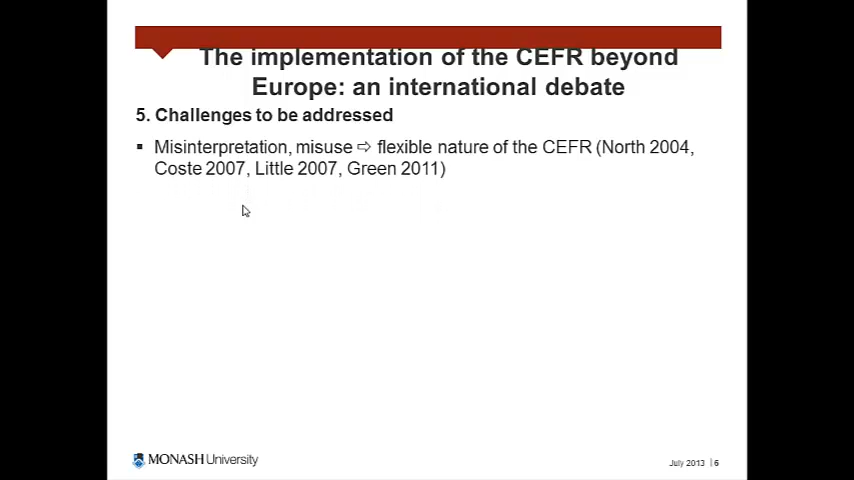 The implementation of the CEFR beyond
Europe: an international debate
5. Challenges to be addressed
▪ Misinterpretation, misuse ⇨ flexible nature of the CEFR (North 2004,
Coste 2007, Little 2007, Green 2011)
MONASH University
July 2013 | 6